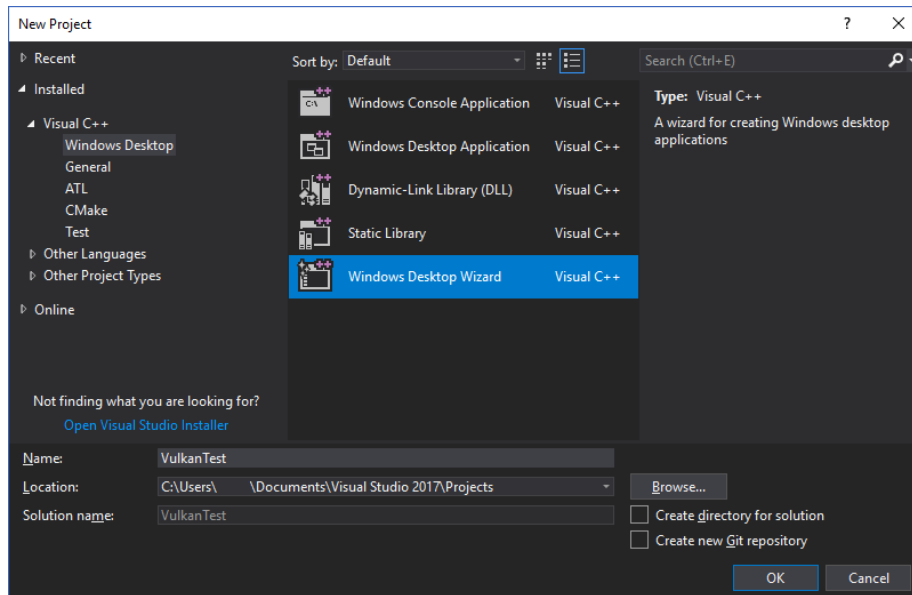 New Project
?
Recent
Installed
Visual C++
Windows Desktop
General
ATL
CMake
Test
Other Languages
Other Project Types
Online
Not finding what you are looking for?
Open Visual Studio Installer
Sort by: Default
Windows Console Application Visual C++
Windows Desktop Application Visual C++
Dynamic-Link Library (DLL) Visual C++
Static Library Visual C++
Windows Desktop Wizard Visual C++
Search (Ctrl+E)
Type: Visual C++
A wizard for creating Windows desktop
applications
Name: VulkanTest
Location: C:\Users\ \Documents\Visual Studio 2017\Projects
Browse...
Solution name: VulkanTest
Create directory for solution
Create new Git repository
OK Cancel